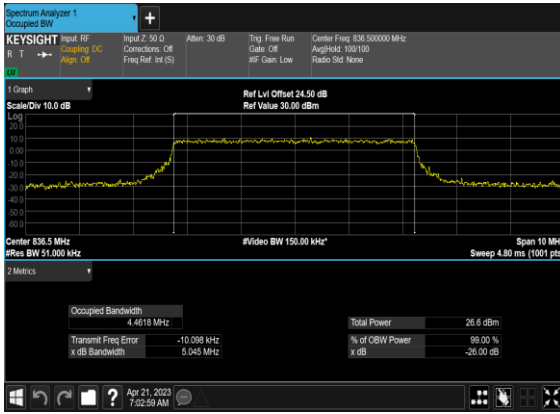 Spectrum Analyzer 1
Occupied BW
+
KEYSIGHT Input: RF Input Z: 50 Ω Atten: 30 dB Trig: Free Run Center Freq: 836.500000 MHz
R T Coupling: DC Corrections: Off Gate: Off Avg|Hold: 100/100
Align: Off Freq Ref: Int (S) #IF Gain: Low Radio Std: None
LW
1 Graph
Ref Lvl Offset 24.50 dB
Scale/Div 10.0 dB Ref Value 30.00 dBm
Log
20.0
10.0
0.00
-10.0
-20.0
-30.0
-40.0
-50.0
-60.0
Center 836.5 MHz #Video BW 150.00 kHz* Span 10 MH
#Res BW 51.000 kHz Sweep 4.80 ms (1001 pts
2 Metrics
Occupied Bandwidth
4.4618 MHz Total Power 26.6 dBm
Transmit Freq Error -10.098 kHz % of OBW Power 99.00 %
x dB Bandwidth 5.045 MHz x dB -26.00 dB
? Apr 21, 2023
7:02:59 AM